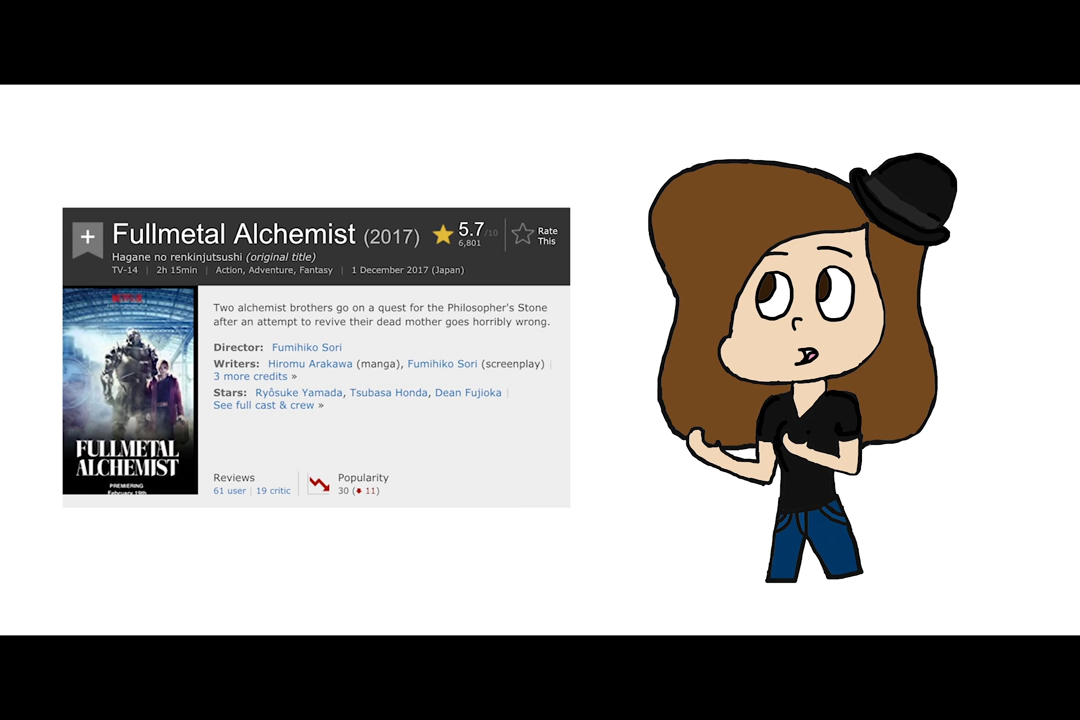 + Fullmetal Alchemist (2017) 5.7/10
6,801
Rate
This
Hagane no renkinjutsushi (original title)
TV-14 | 2h 15min | Action, Adventure, Fantasy | 1 December 2017 (Japan)
NETFLIX
FULLMETAL
ALCHEMIST
PREMIERING
February 19th
Two alchemist brothers go on a quest for the Philosopher's Stone
after an attempt to revive their dead mother goes horribly wrong.
Director: Fumihiko Sori
Writers: Hiromu Arakawa (manga), Fumihiko Sori (screenplay) |
3 more credits »
Stars: Ryôsuke Yamada, Tsubasa Honda, Dean Fujioka |
See full cast & crew »
Reviews
61 user | 19 critic
Popularity
30 (11)